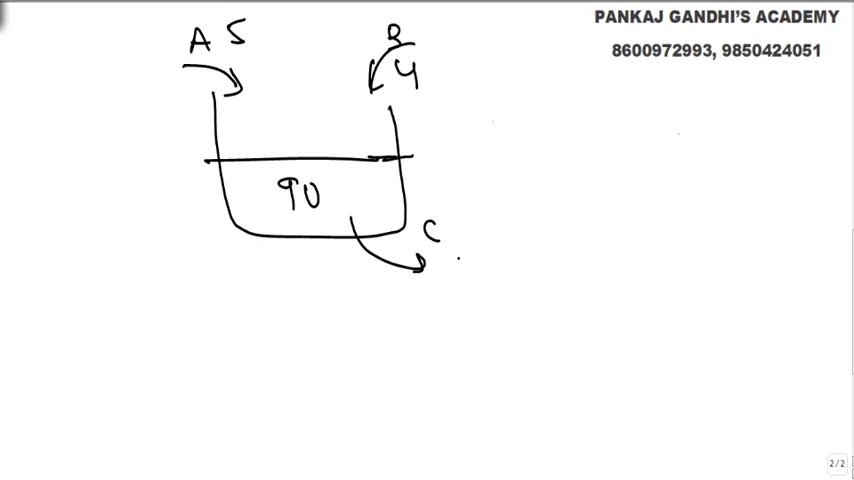 PANKAJ GANDHI'S ACADEMY
8600972993, 9850424051
A 5
B
4
90
C
2/2